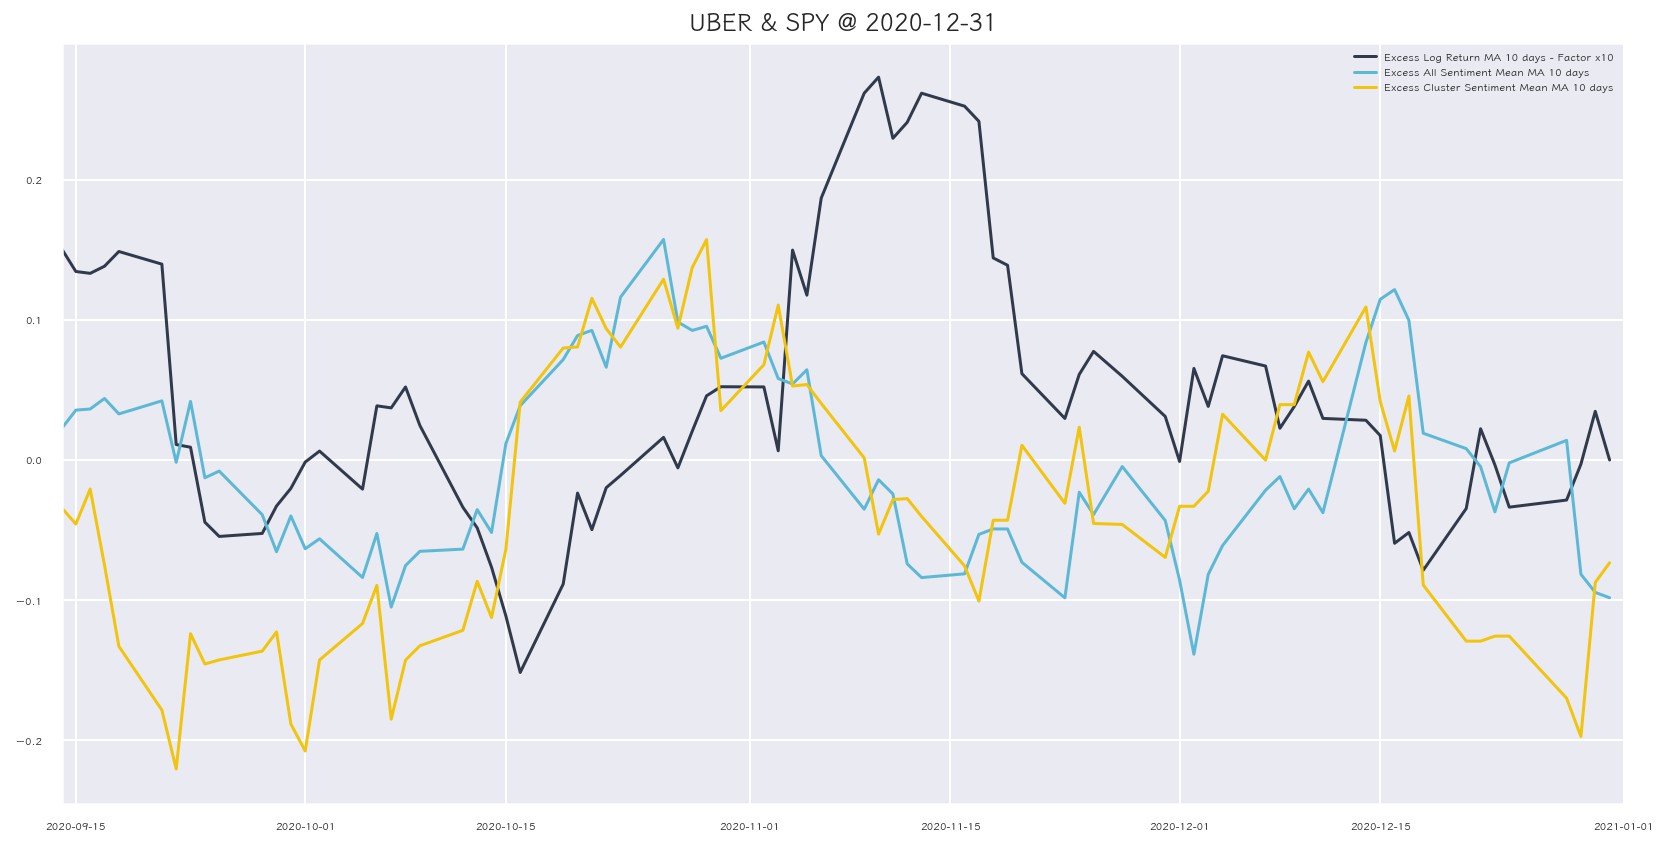 UBER & SPY @ 2020-12-31
Excess Log Return MA 10 days - Factor x10
Excess All Sentiment Mean MA 10 days
Excess Cluster Sentiment Mean MA 10 days
0.2
0.1
0.0
−0.1
−0.2
2020-09-15 2020-10-01 2020-10-15 2020-11-01 2020-11-15 2020-12-01 2020-12-15 2021-01-01